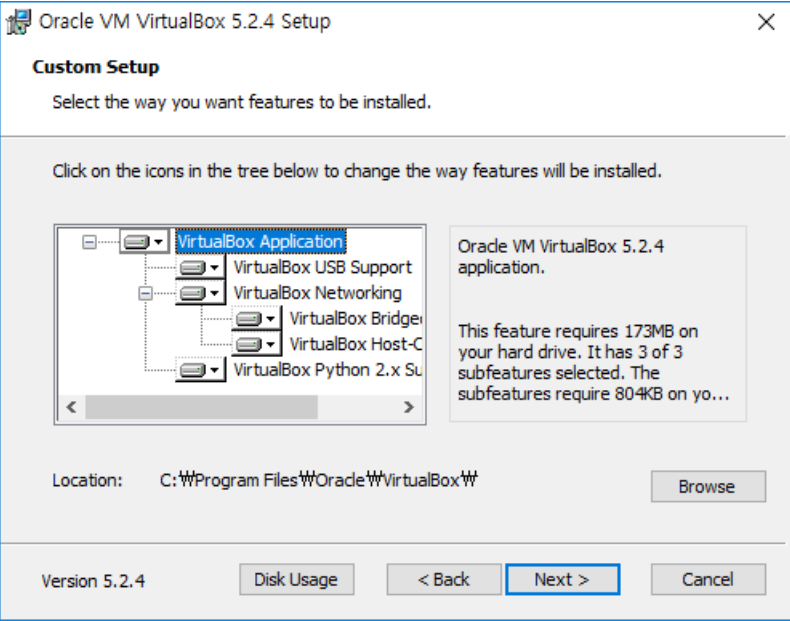 Oracle VM VirtualBox 5.2.4 Setup
Custom Setup
Select the way you want features to be installed.
Click on the icons in the tree below to change the way features will be installed.
VirtualBox Application
VirtualBox USB Support
VirtualBox Networking
VirtualBox Bridge
VirtualBox Host-C
VirtualBox Python 2.x Su
Oracle VM VirtualBox 5.2.4
application.
This feature requires 173MB on
your hard drive. It has 3 of 3
subfeatures selected. The
subfeatures require 804KB on yo...
Location: C:₩Program Files₩Oracle₩VirtualBox₩
Browse
Version 5.2.4
Disk Usage
< Back
Next >
Cancel